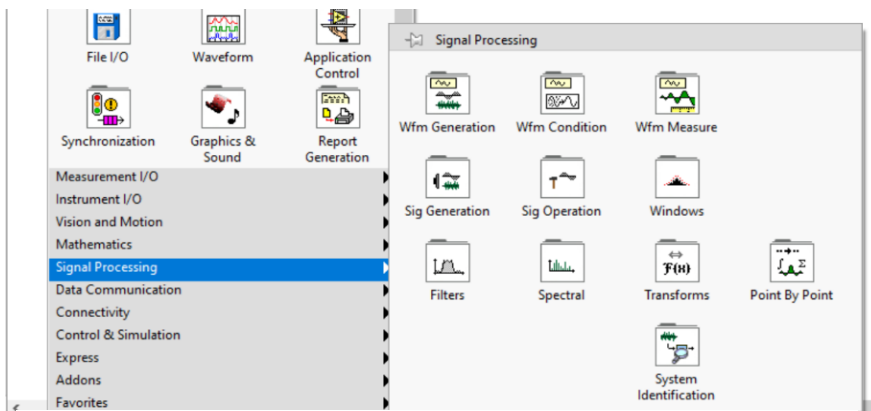 File I/O
Waveform
Application
Control
Synchronization
Graphics &
Sound
Report
Generation
Measurement I/O
Instrument I/O
Vision and Motion
Mathematics
Signal Processing
Data Communication
Connectivity
Control & Simulation
Express
Addons
Favorites
Signal Processing
Wfm Generation
Wfm Condition
Wfm Measure
Sig Generation
Sig Operation
Windows
Filters
Spectral
F(x)
Transforms
Point By Point
System
Identification